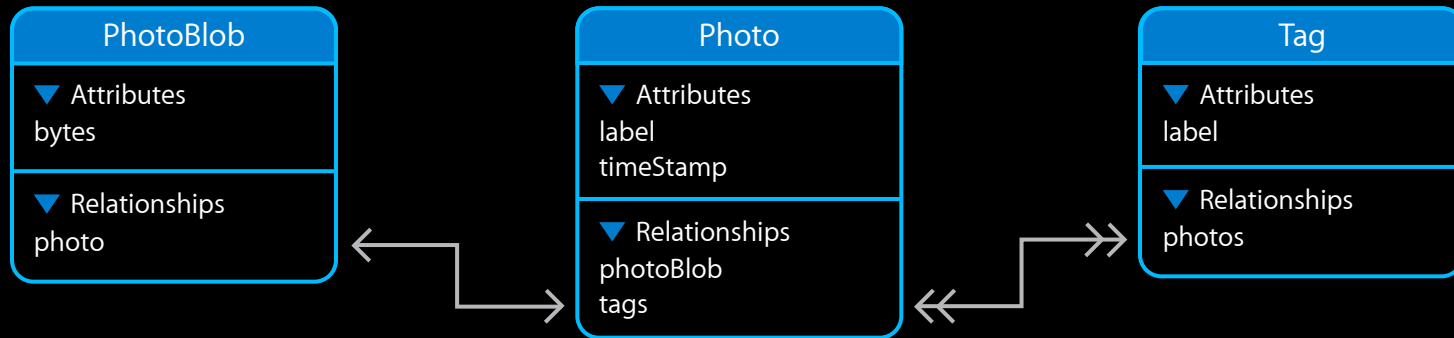 PhotoBlob
Attributes
bytes
Relationships
photo
Photo
Attributes
label
timeStamp
Relationships
photoBlob
tags
Tag
Attributes
label
Relationships
photos